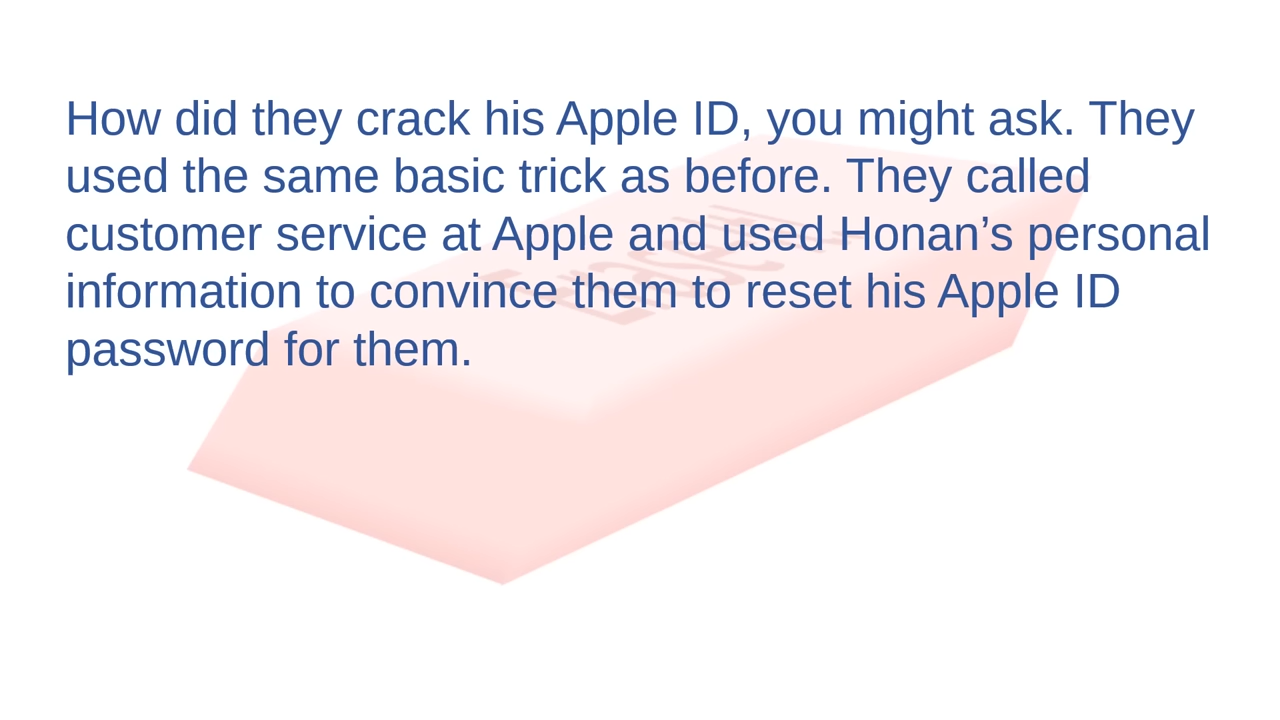 How did they crack his Apple ID, you might ask. They
used the same basic trick as before. They called
customer service at Apple and used Honan’s personal
information to convince them to reset his Apple ID
password for them.